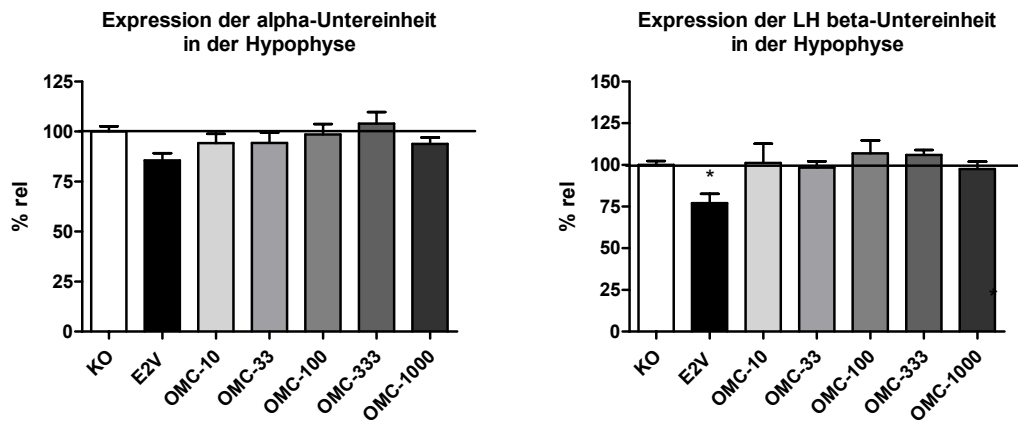 Expression der alpha-Untereinheit
in der Hypophyse
% rel
125
100
75
50
25
0
KO
E2V
OMC-10
OMC-33
OMC-100
OMC-333
OMC-1000
Expression der LH beta-Untereinheit
in der Hypophyse
% rel
150
125
100
75
50
25
0
*
*
KO
E2V
OMC-10
OMC-33
OMC-100
OMC-333
OMC-1000